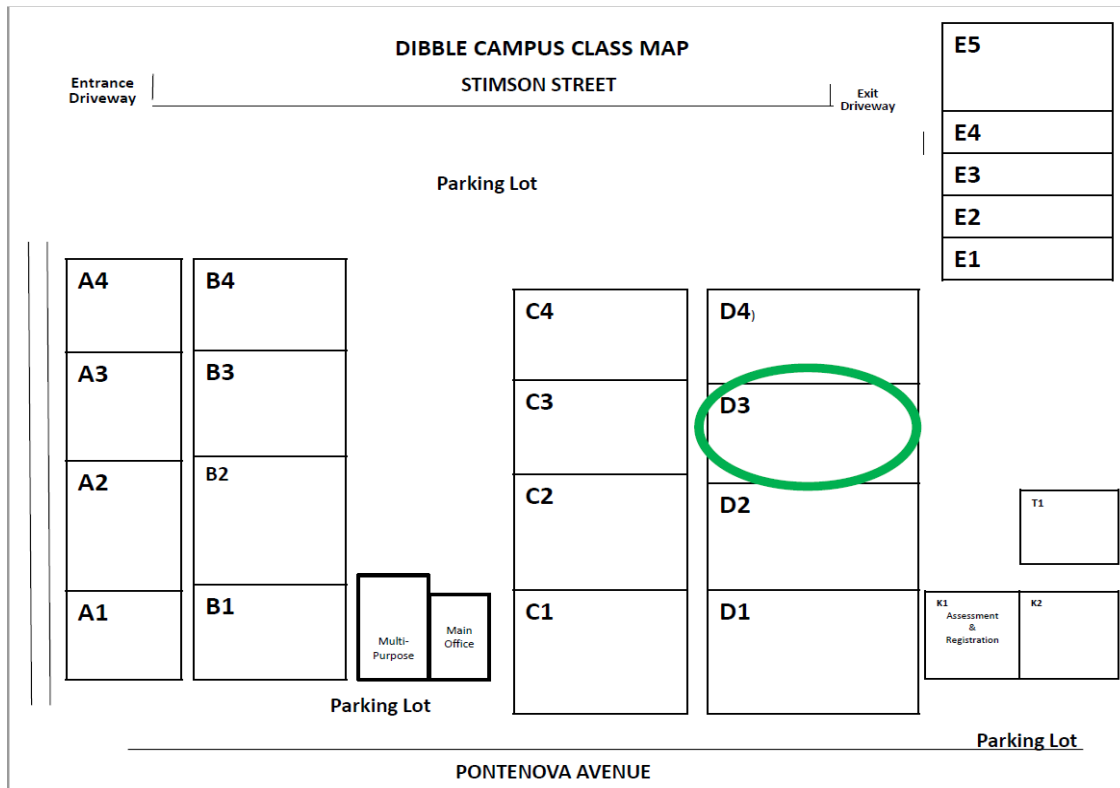 DIBBLE CAMPUS CLASS MAP
STIMSON STREET
Entrance
Driveway
Exit
Driveway
E5
E4
E3
E2
E1
Parking Lot
A4
A3
A2
A1
B4
B3
B2
B1
Multi-
Purpose
Main
Office
C4
C3
C2
C1
D4)
D3
D2
D1
T1
K1
Assessment
&
Registration
K2
Parking Lot
Parking Lot
PONTENOVA AVENUE